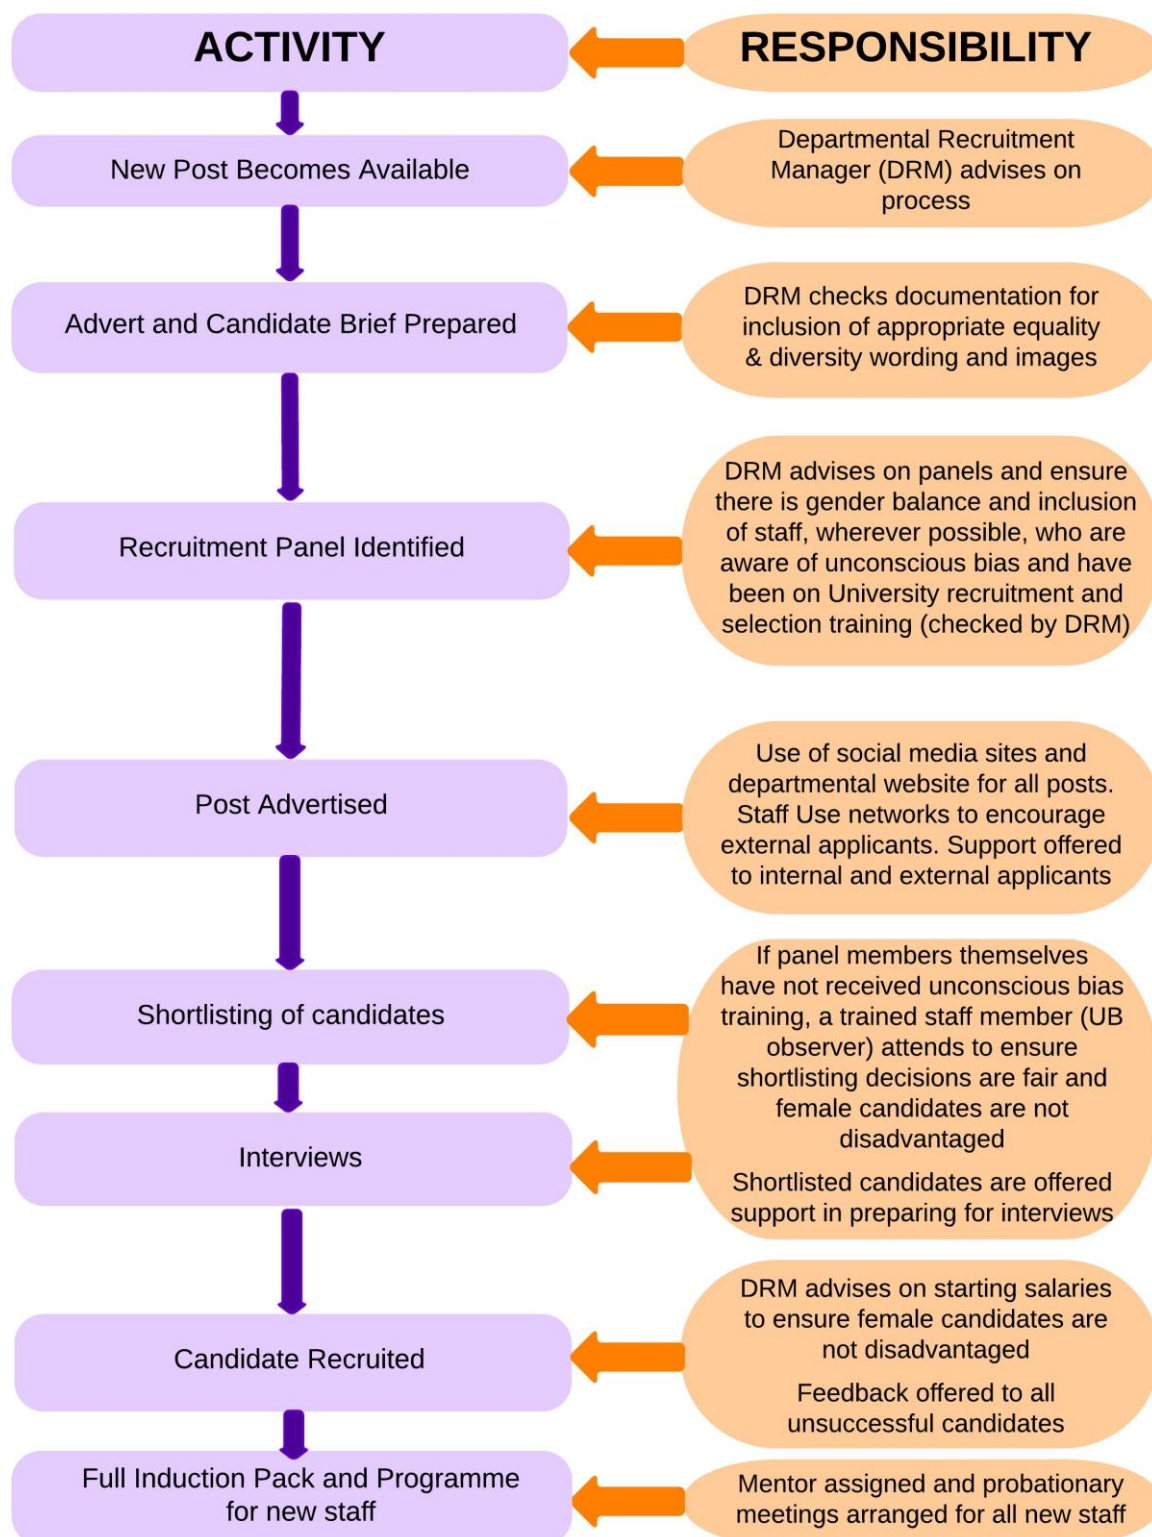 ACTIVITY
RESPONSIBILITY
New Post Becomes Available
Departmental Recruitment
Manager (DRM) advises on
process
Advert and Candidate Brief Prepared
DRM checks documentation for
inclusion of appropriate equality
& diversity wording and images
Recruitment Panel Identified
DRM advises on panels and ensure
there is gender balance and inclusion
of staff, wherever possible, who are
aware of unconscious bias and have
been on University recruitment and
selection training (checked by DRM)
Post Advertised
Use of social media sites and
departmental website for all posts.
Staff Use networks to encourage
external applicants. Support offered
to internal and external applicants
Shortlisting of candidates
Interviews
If panel members themselves
have not received unconscious bias
training, a trained staff member (UB
observer) attends to ensure
shortlisting decisions are fair and
female candidates are not
disadvantaged
Shortlisted candidates are offered
support in preparing for interviews
Candidate Recruited
DRM advises on starting salaries
to ensure female candidates are
not disadvantaged
Feedback offered to all
unsuccessful candidates
Full Induction Pack and Programme
for new staff
Mentor assigned and probationary
meetings arranged for all new staff